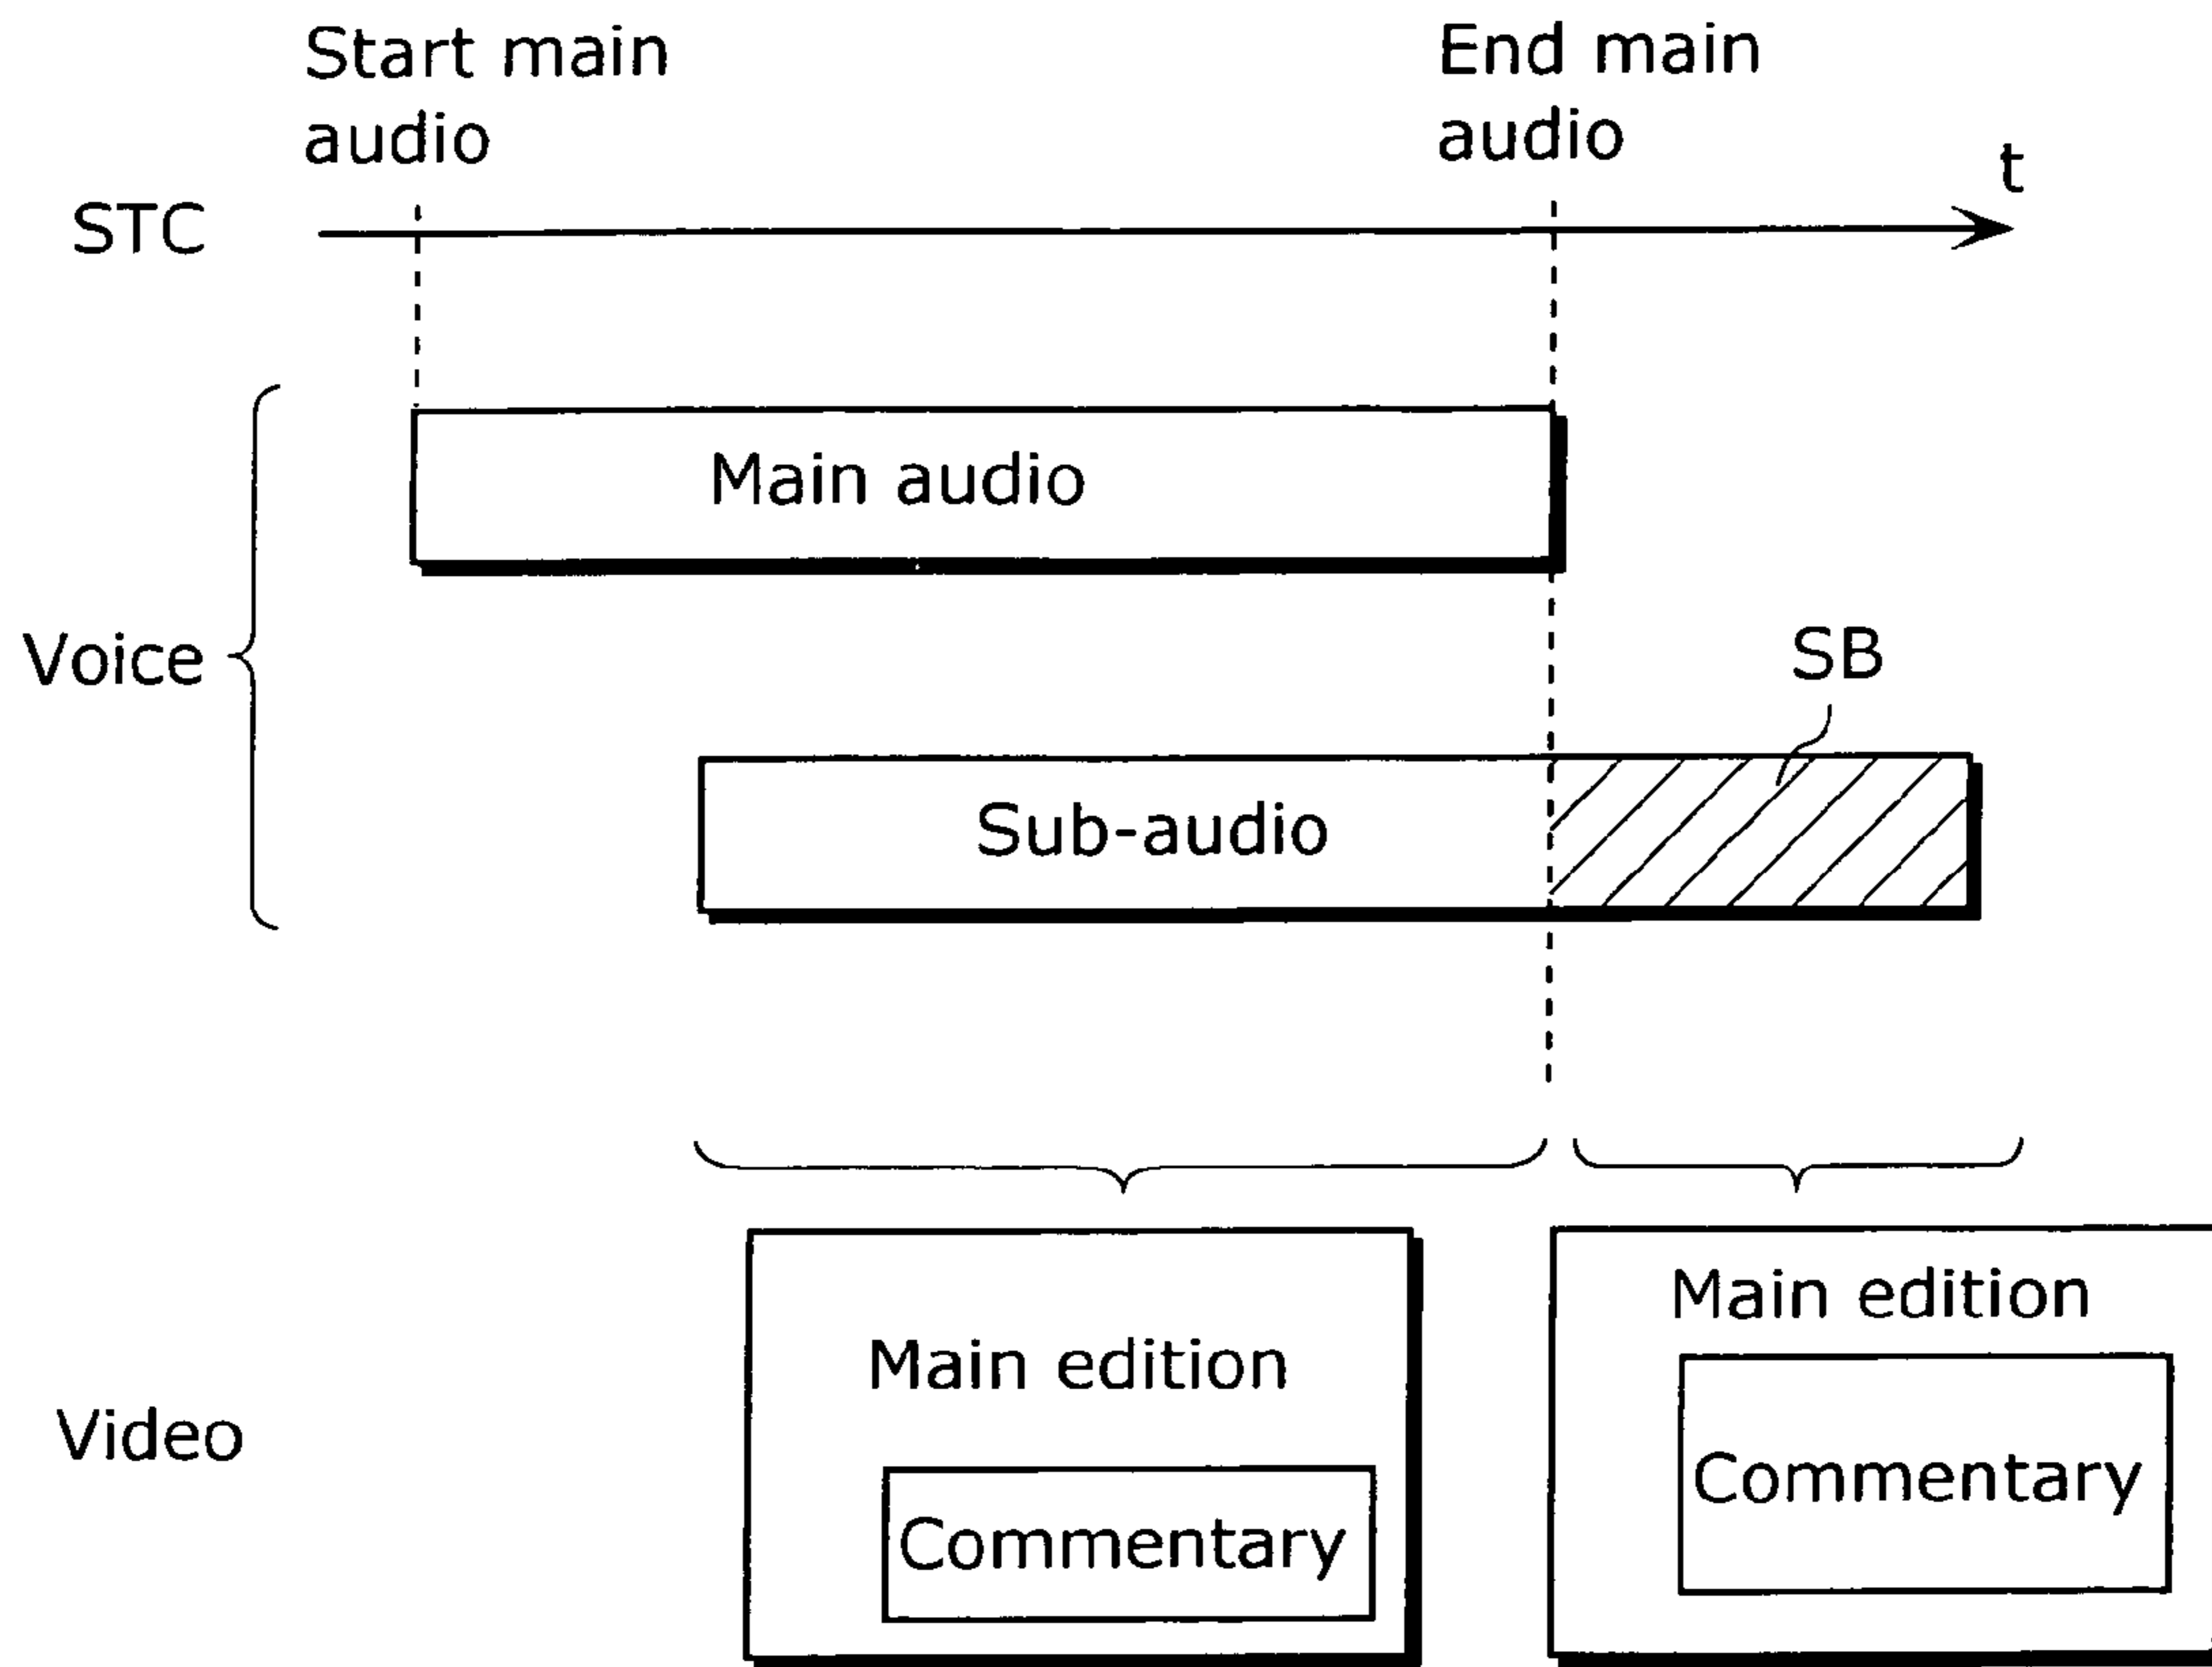 Start main
audio
End main
audio
t
STC
Main audio
Voice
SB
Sub-audio
Main edition
Main edition
Commentary
Video
Commentary